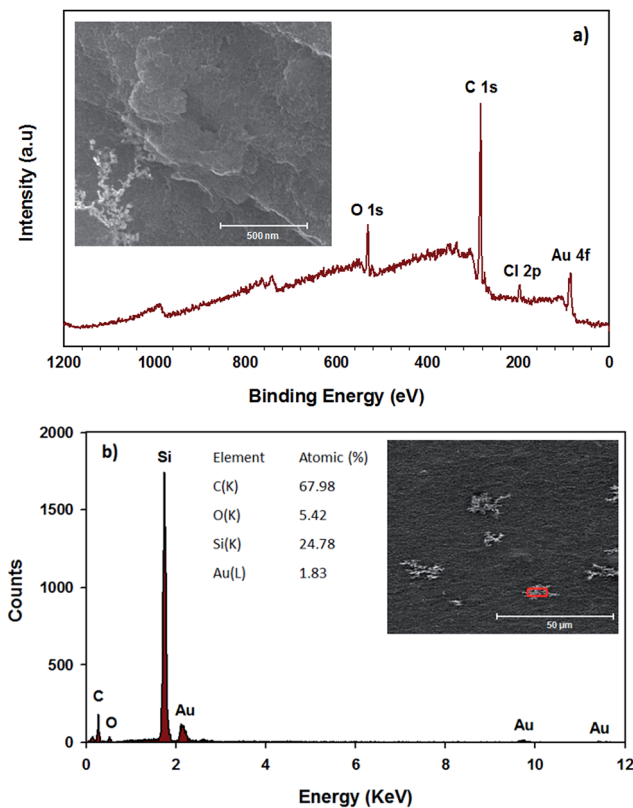 a)
C 1s
O 1s
Cl 2p
Au 4f
500 nm
Intensity (a.u)
1200 1000 800 600 400 200 0
Binding Energy (eV)
b)
2000
1500
1000
500
0
Counts
Si
Element Atomic (%)
C(K) 67.98
O(K) 5.42
Si(K) 24.78
Au(L) 1.83
50 µm
C
O
Au
Au
Au
0 2 4 6 8 10 12
Energy (KeV)